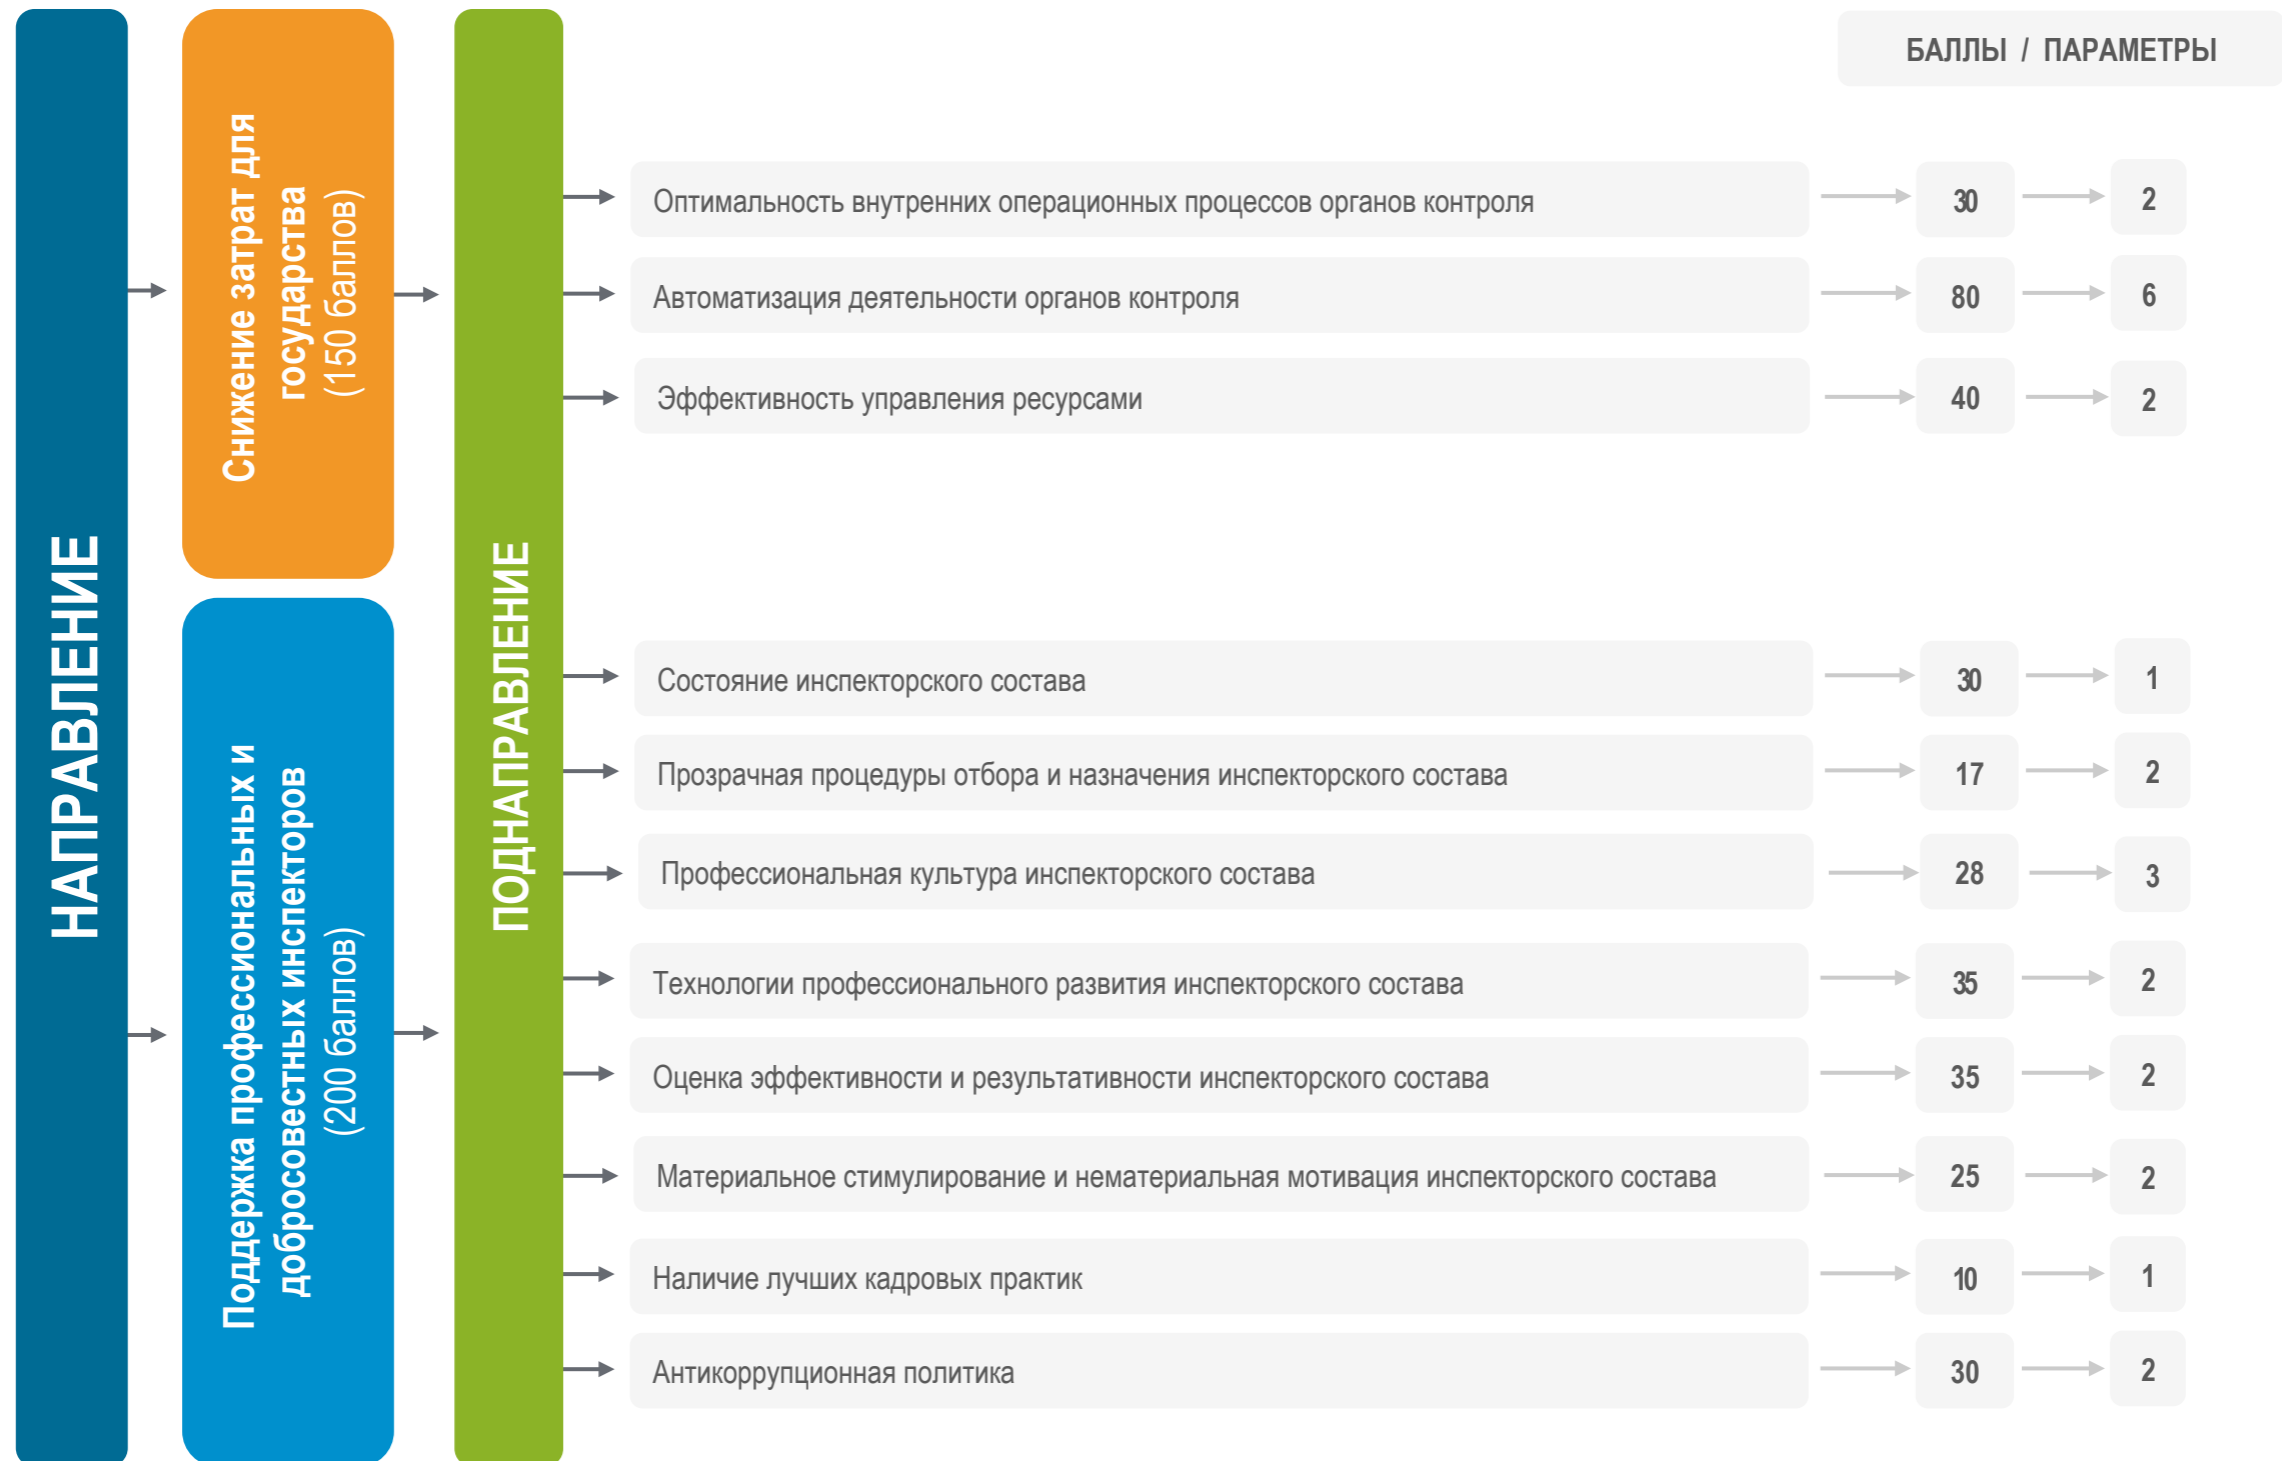 НАПРАВЛЕНИЕ
Снижение затрат для
государства
(150 баллов)
Поддержка профессиональных и
добросовестных инспекторов
(200 баллов)
ПОДНАПРАВЛЕНИЕ
БАЛЛЫ / ПАРАМЕТРЫ
Оптимальность внутренних операционных процессов органов контроля 30 2
Автоматизация деятельности органов контроля 80 6
Эффективность управления ресурсами 40 2
Состояние инспекторского состава 30 1
Прозрачная процедуры отбора и назначения инспекторского состава 17 2
Профессиональная культура инспекторского состава 28 3
Технологии профессионального развития инспекторского состава 35 2
Оценка эффективности и результативности инспекторского состава 35 2
Материальное стимулирование и нематериальная мотивация инспекторского состава 25 2
Наличие лучших кадровых практик 10 1
Антикоррупционная политика 30 2